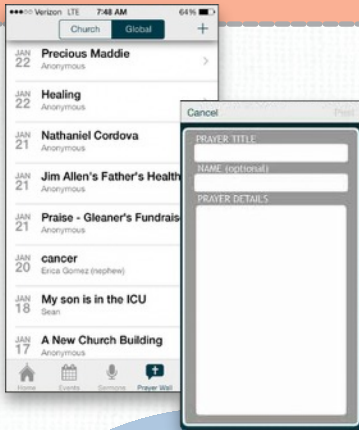 Verizon LTE 7:48 AM 64%
Church Global +
JAN 22 Precious Maddie
Anonymous
JAN 22 Healing
Anonymous
JAN 21 Nathaniel Cordova
Anonymous
JAN 21 Jim Allen's Father's Health
Anonymous
JAN 21 Praise - Gleaner's Fundrais
Anonymous
JAN 20 cancer
Erica Gomez (nephew)
JAN 18 My son is in the ICU
Sean
JAN 17 A New Church Building
Anonymous
Home Events Sermons Prayer Wall
Cancel Post
PRAYER TITLE
NAME (optional)
PRAYER DETAILS